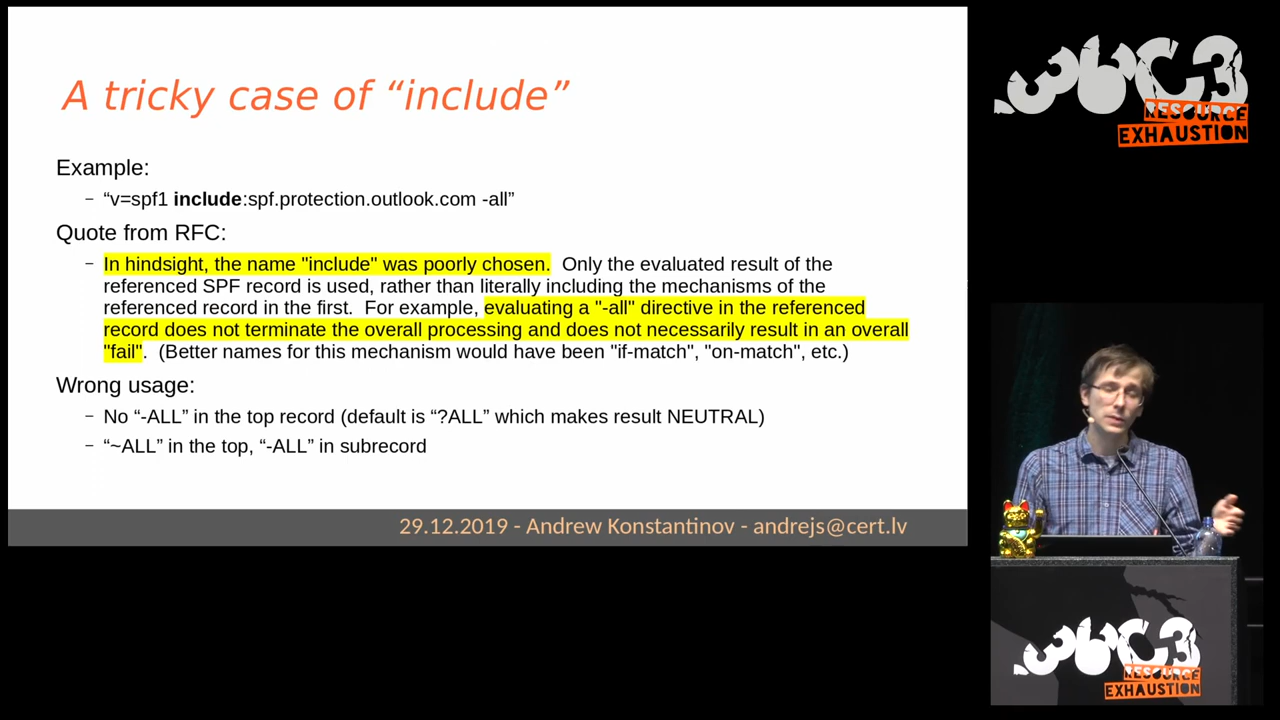 A tricky case of “include”
Example:
– “v=spf1 include:spf.protection.outlook.com -all”
Quote from RFC:
– In hindsight, the name "include" was poorly chosen.  Only the evaluated result of the
referenced SPF record is used, rather than literally including the mechanisms of the
referenced record in the first.  For example, evaluating a "-all" directive in the referenced
record does not terminate the overall processing and does not necessarily result in an overall
"fail".  (Better names for this mechanism would have been "if-match", "on-match", etc.)
Wrong usage:
– No “-ALL” in the top record (default is “?ALL” which makes result NEUTRAL)
– “~ALL” in the top, “-ALL” in subrecord
29.12.2019 - Andrew Konstantinov - andrejs@cert.lv
36C3
RESOURCE
EXHAUSTION
36C3
RESOURCE
EXHAUSTION